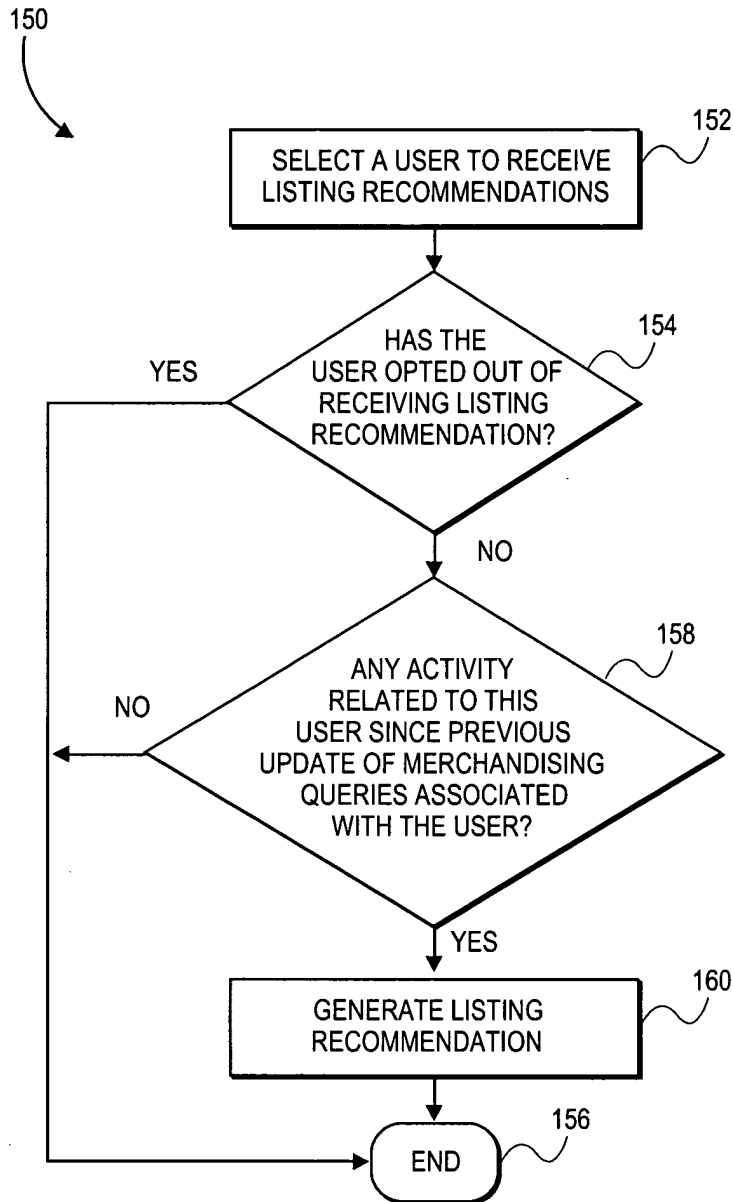 150
152
SELECT A USER TO RECEIVE
LISTING RECOMMENDATIONS
154
HAS THE
USER OPTED OUT OF
RECEIVING LISTING
RECOMMENDATION?
YES
NO
158
ANY ACTIVITY
RELATED TO THIS
USER SINCE PREVIOUS
UPDATE OF MERCHANDISING
QUERIES ASSOCIATED
WITH THE USER?
NO
YES
160
GENERATE LISTING
RECOMMENDATION
156
END